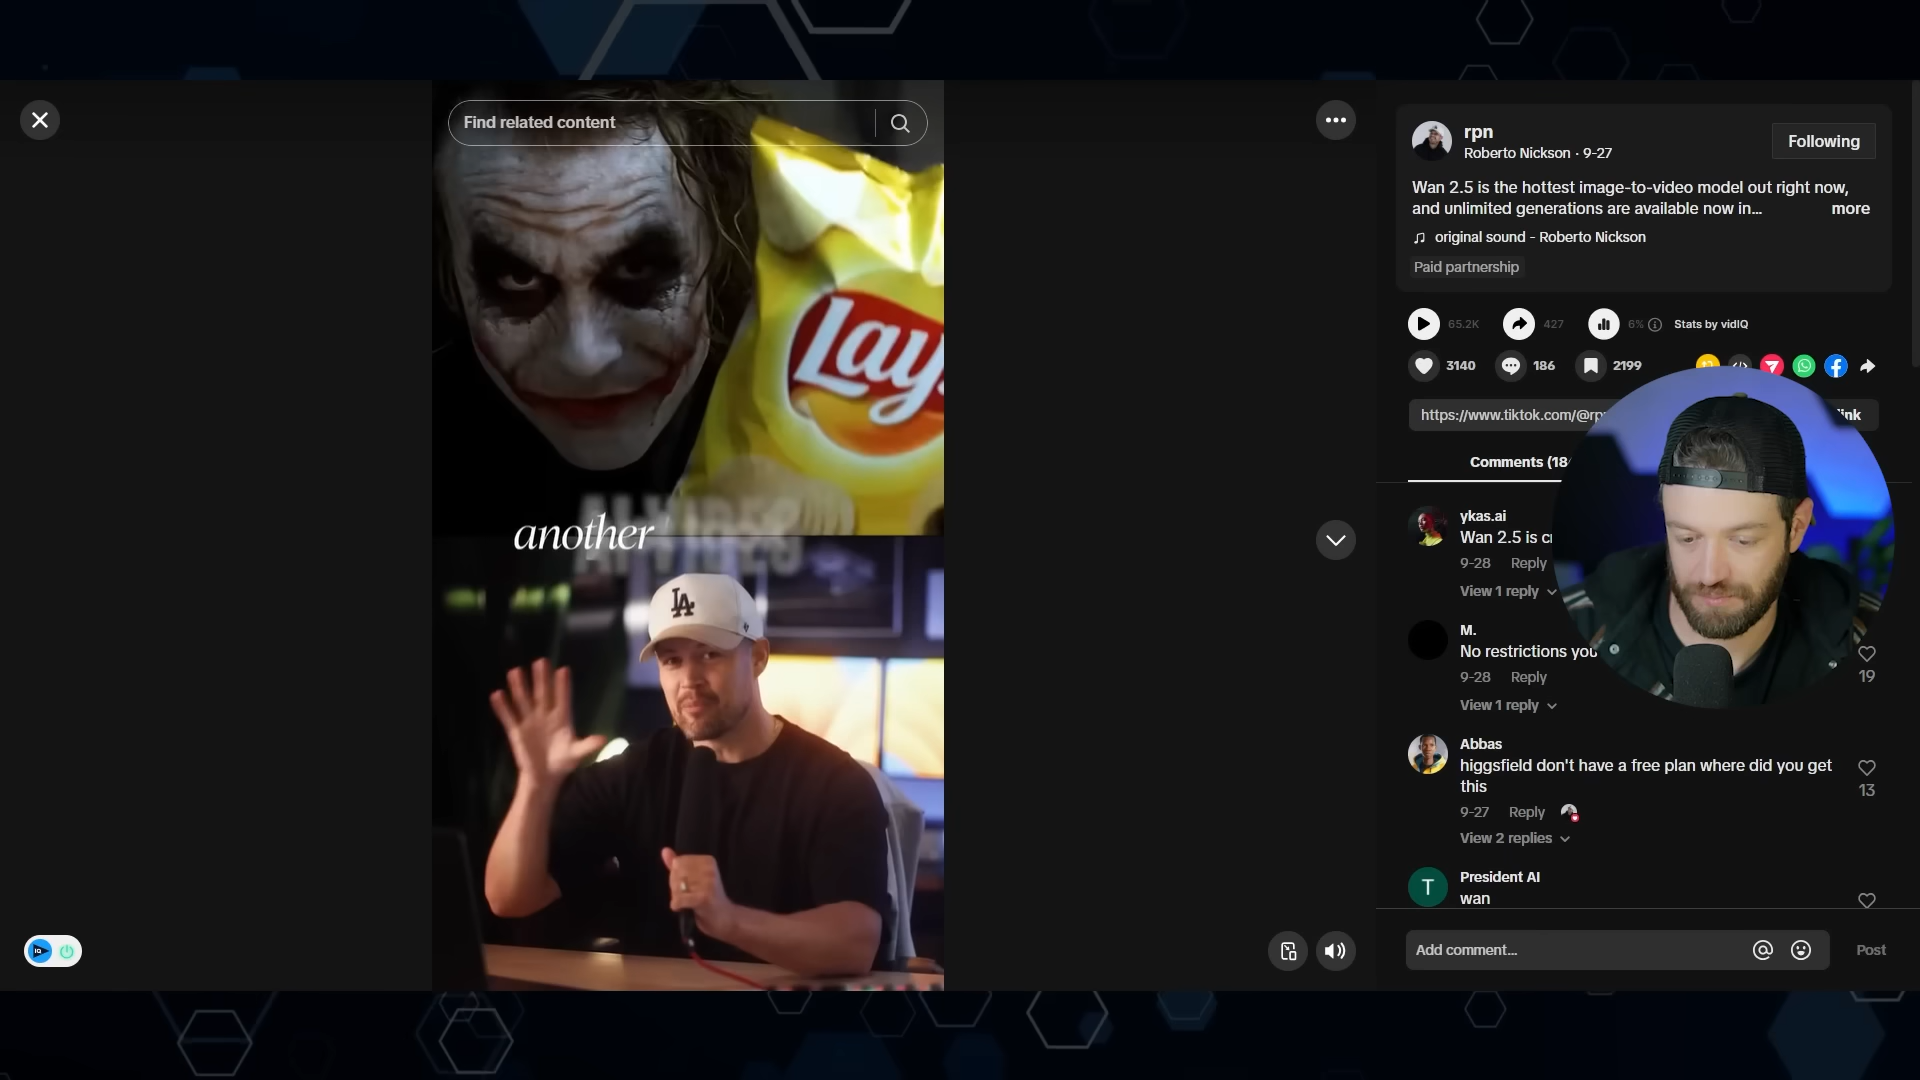 Find related content
Lay
AI VIBES
another
LA
rpn
Roberto Nickson · 9-27
Following
Wan 2.5 is the hottest image-to-video model out right now,
and unlimited generations are available now in... more
original sound - Roberto Nickson
Paid partnership
65.2K
427
6%
Stats by vidIQ
3140
186
2199
https://www.tiktok.com/@rp
ink
Comments (18
ykas.ai
Wan 2.5 is
9-28 Reply
View 1 reply
M.
No restrictions you
9-28 Reply
19
View 1 reply
Abbas
higgsfield don't have a free plan where did you get
this
13
9-27 Reply
View 2 replies
T
President AI
wan
Add comment...
Post